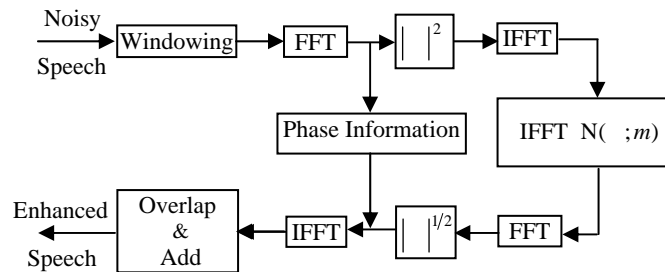 Noisy
Speech
Windowing
FFT
| |²
IFFT
Phase Information
IFFT N( ;m)
Enhanced
Speech
Overlap
&
Add
IFFT
| |^1/2
FFT